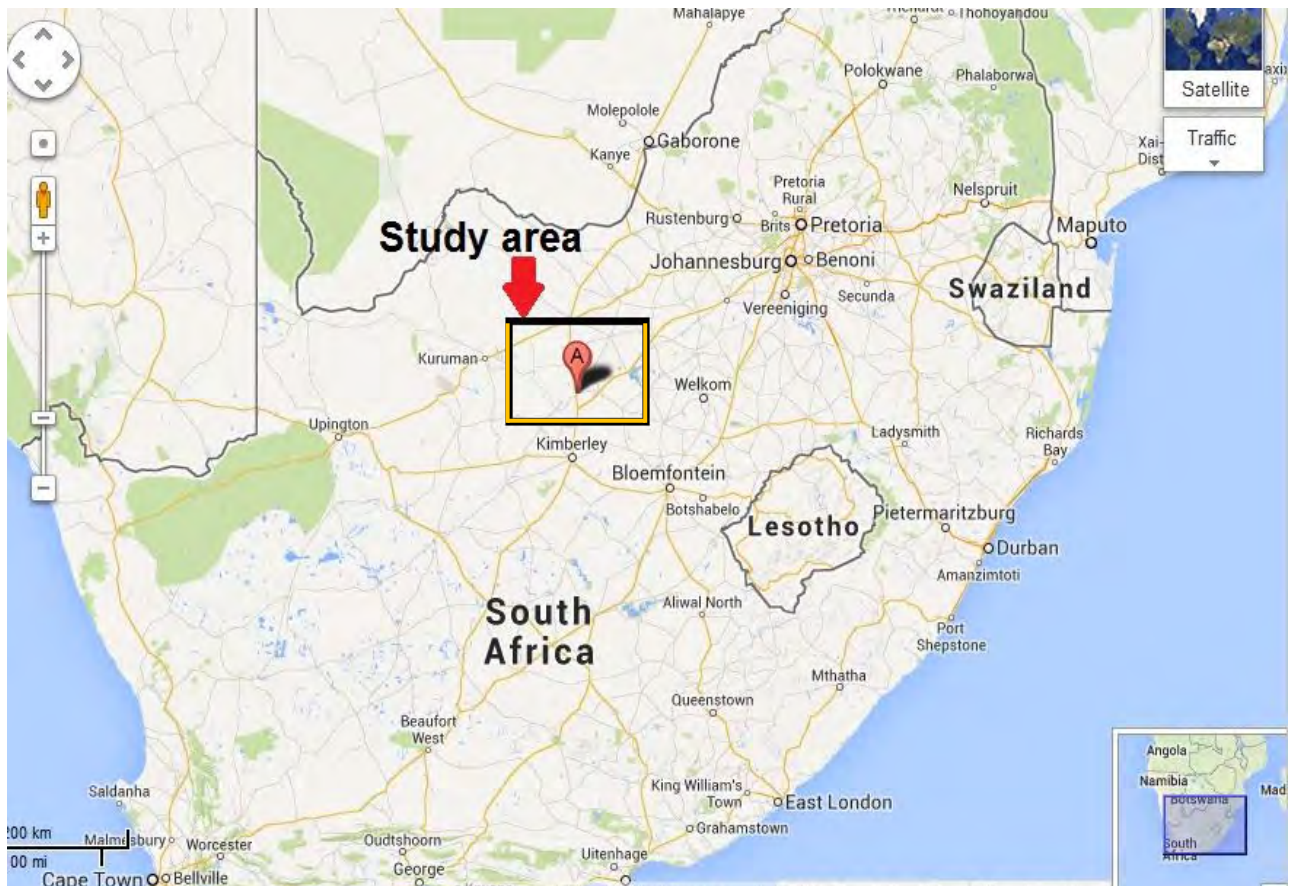 Mahalapye
Thohoyandou
Polokwane
Phalaborwa
Satellite
Molepolole
Gaborone
Traffic
Kanye
Xai-
Dist
Pretoria
Rural
Nelspruit
Rustenburg
Brits
Pretoria
Maputo
Study area
Johannesburg
Benoni
Swaziland
Secunda
Vereeniging
A
Kuruman
Welkom
Upington
Ladysmith
Richards
Bay
Kimberley
Bloemfontein
Botshabelo
Lesotho
Pietermaritzburg
Durban
Amanzimtoti
South
Africa
Aliwal North
Port
Shepstone
Mthatha
Queenstown
Beaufort
West
Angola
Namibia
Botswana
Mad
South
Africa
Saldanha
King William's
Town
East London
200 km
Malmesbury
Worcester
Oudtshoorn
Grahamstown
00 mi
George
Uitenhage
Cape Town
Bellville